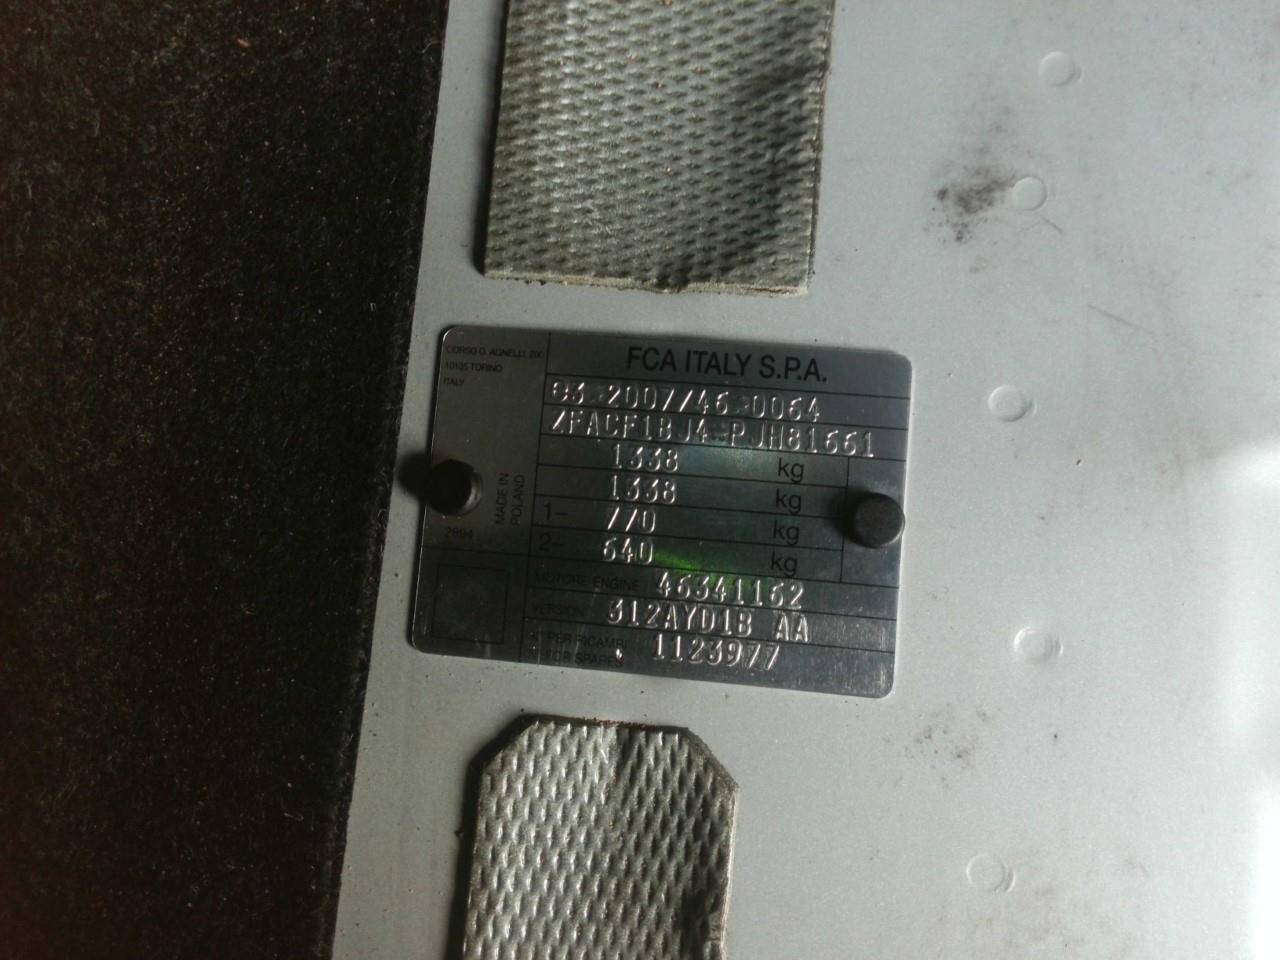 CORSO G. AGNELLI, 200
10135 TORINO
ITALY
FCA ITALY S.P.A.
e3*2007/46*0064
ZFACF1BJ4*PJH81661
1338 kg
1338 kg
1- 770 kg
2- 640 kg
MADE IN
POLAND
2894
MOTORE-ENGINE 46341162
VERSION 312AYD1B AA
N° PER RICAMBI
N° FOR SPARES 1123977